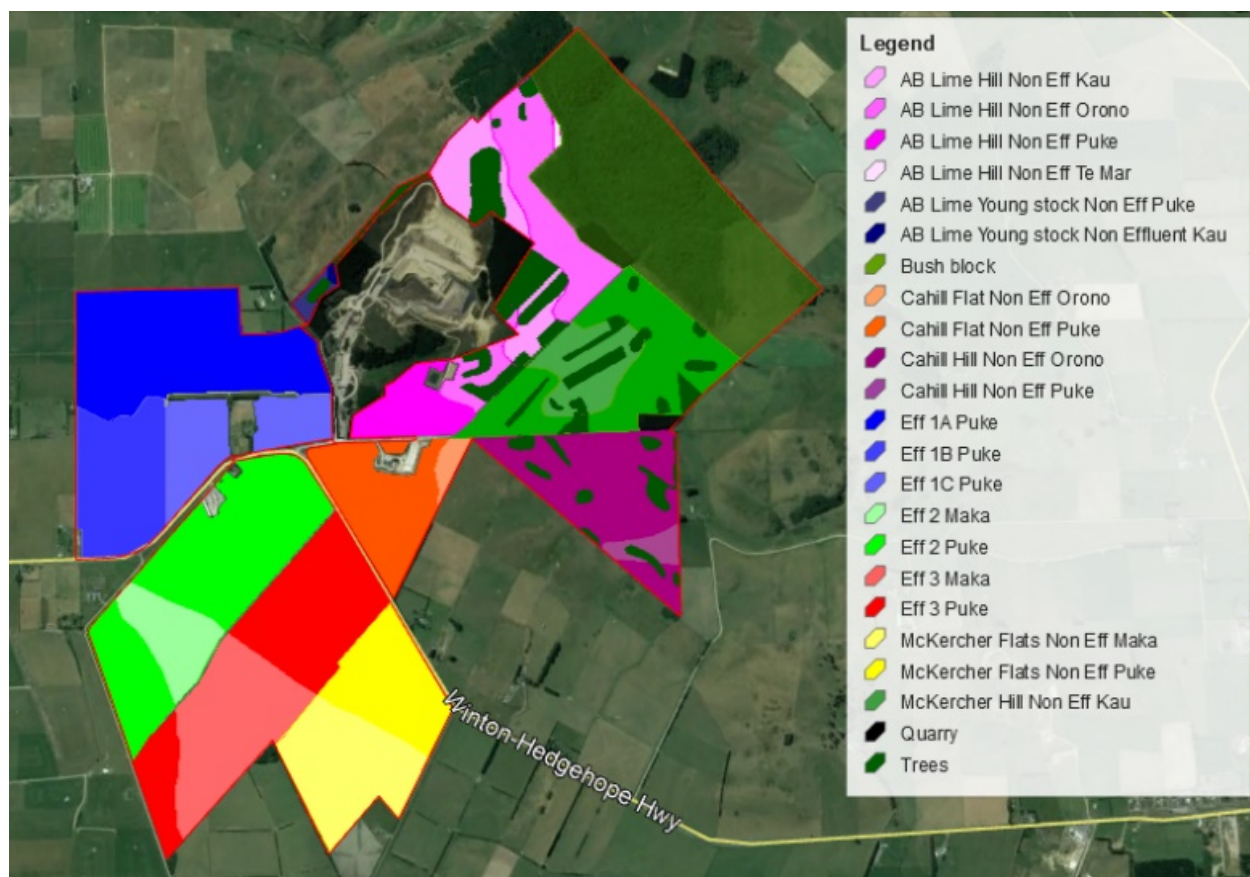 Legend
AB Lime Hill Non Eff Kau
AB Lime Hill Non Eff Orono
AB Lime Hill Non Eff Puke
AB Lime Hill Non Eff Te Mar
AB Lime Young stock Non Eff Puke
AB Lime Young stock Non Effluent Kau
Bush block
Cahill Flat Non Eff Orono
Cahill Flat Non Eff Puke
Cahill Hill Non Eff Orono
Cahill Hill Non Eff Puke
Eff 1A Puke
Eff 1B Puke
Eff 1C Puke
Eff 2 Maka
Eff 2 Puke
Eff 3 Maka
Eff 3 Puke
McKercher Flats Non Eff Maka
McKercher Flats Non Eff Puke
McKercher Hill Non Eff Kau
Quarry
Trees
Winton-Hedgehope Hwy